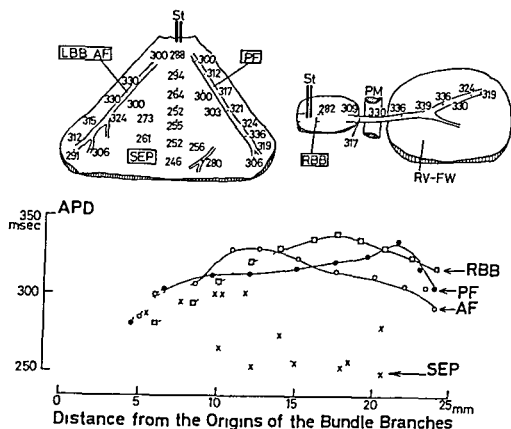 St
LBB AF
300 288 300
PF
330 294 312
264 317
330 300 252 300 321
315 324 273 255 303 324
312 261 252 336
291 306 SEP 256 319
246 280 306
St
PM
336 324
282 309 330 336 339 330 319
317
RBB
RV-FW
APD
350
msec
300
250
RBB
PF
AF
SEP
0 5 10 15 20 25 mm
Distance from the Origins of the Bundle Branches